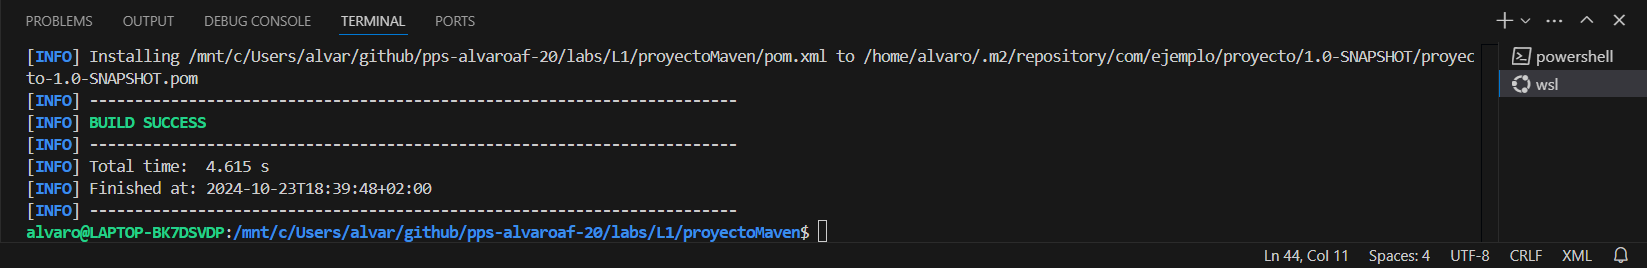 PROBLEMS OUTPUT DEBUG CONSOLE TERMINAL PORTS
[INFO] Installing /mnt/c/Users/alvar/github/pps-alvaroaf-20/labs/L1/proyectoMaven/pom.xml to /home/alvaro/.m2/repository/com/ejemplo/proyecto/1.0-SNAPSHOT/proyec
to-1.0-SNAPSHOT.pom
[INFO] ------------------------------------------------------------------------
[INFO] BUILD SUCCESS
[INFO] ------------------------------------------------------------------------
[INFO] Total time:  4.615 s
[INFO] Finished at: 2024-10-23T18:39:48+02:00
[INFO] ------------------------------------------------------------------------
alvaro@LAPTOP-BK7DSVDP:/mnt/c/Users/alvar/github/pps-alvaroaf-20/labs/L1/proyectoMaven$
powershell
wsl
Ln 44, Col 11 Spaces: 4 UTF-8 CRLF XML